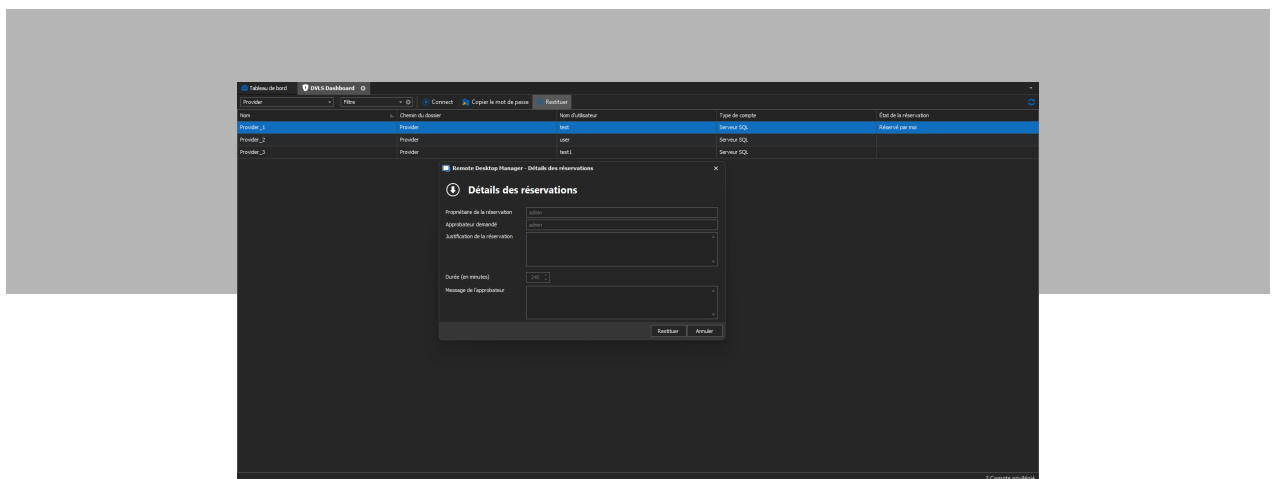 Tableau de bord DVLS Dashboard
Provider Filtre Connect Copier le mot de passe Restituer
Nom Chemin du dossier Nom d'utilisateur Type de compte État de la réservation
Provider_1 Provider test Serveur SQL Réservé par moi
Provider_2 Provider user Serveur SQL
Provider_3 Provider test1 Serveur SQL
Remote Desktop Manager - Détails des réservations
Détails des réservations
Propriétaire de la réservation admin
Approbateur demandé admin
Justification de la réservation
Durée (en minutes) 240
Message de l'approbateur
Restituer Annuler
Compte privilégié